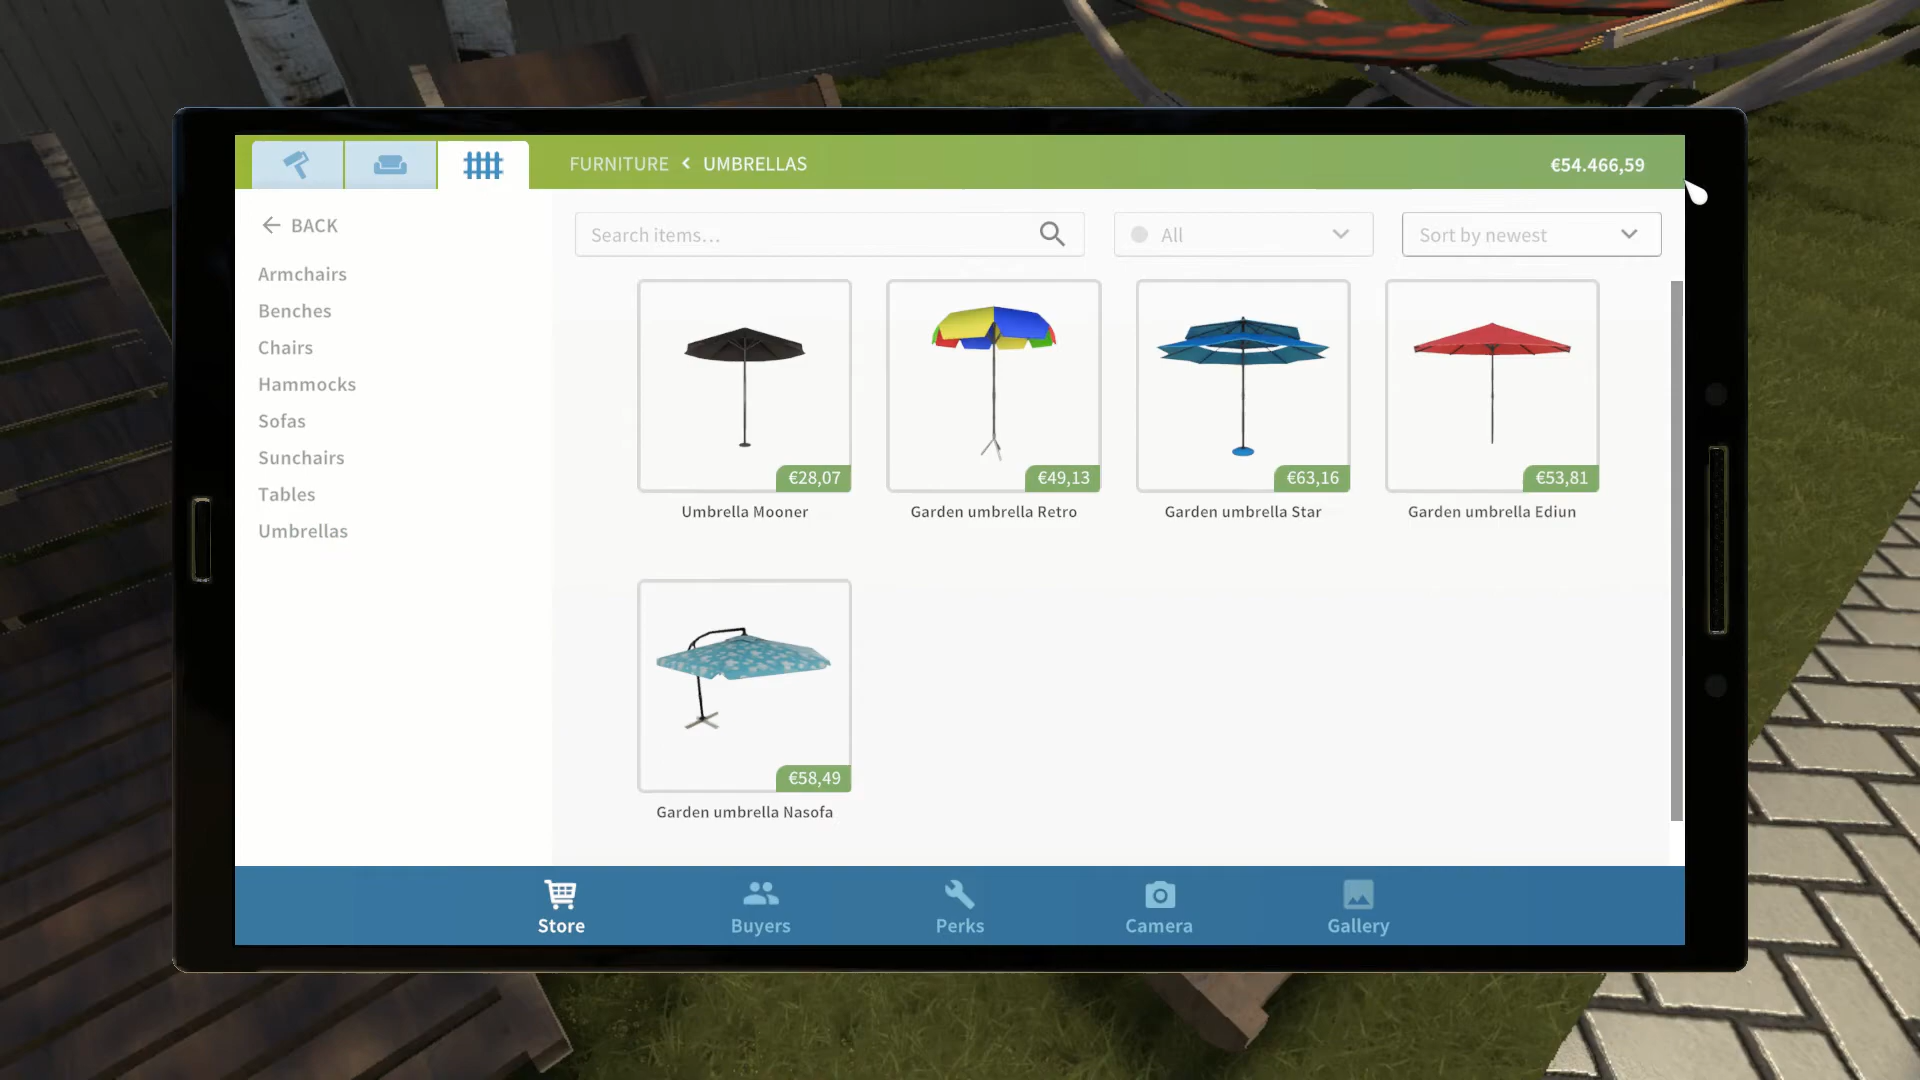 FURNITURE < UMBRELLAS
€54.466,59
BACK
Search items...
All
Sort by newest
Armchairs
Benches
Chairs
Hammocks
Sofas
Sunchairs
Tables
Umbrellas
€28,07
€49,13
€63,16
€53,81
Umbrella Mooner
Garden umbrella Retro
Garden umbrella Star
Garden umbrella Ediun
€58,49
Garden umbrella Nasofa
Store
Buyers
Perks
Camera
Gallery